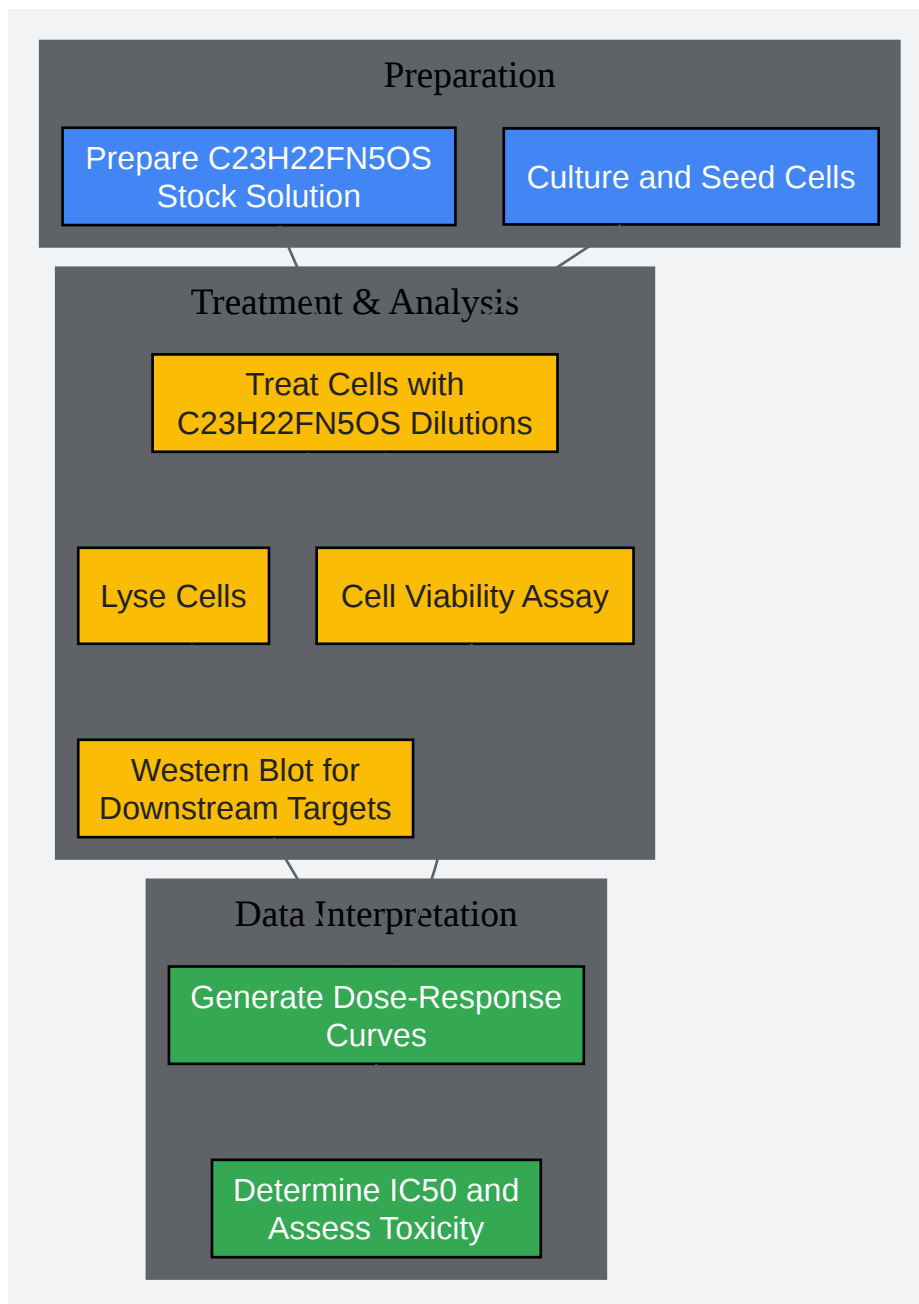 Preparation
Prepare C23H22FN5OS
Stock Solution
Culture and Seed Cells
Treatment & Analysis
Treat Cells with
C23H22FN5OS Dilutions
Lyse Cells
Cell Viability Assay
Western Blot for
Downstream Targets
Data Interpretation
Generate Dose-Response
Curves
Determine IC50 and
Assess Toxicity